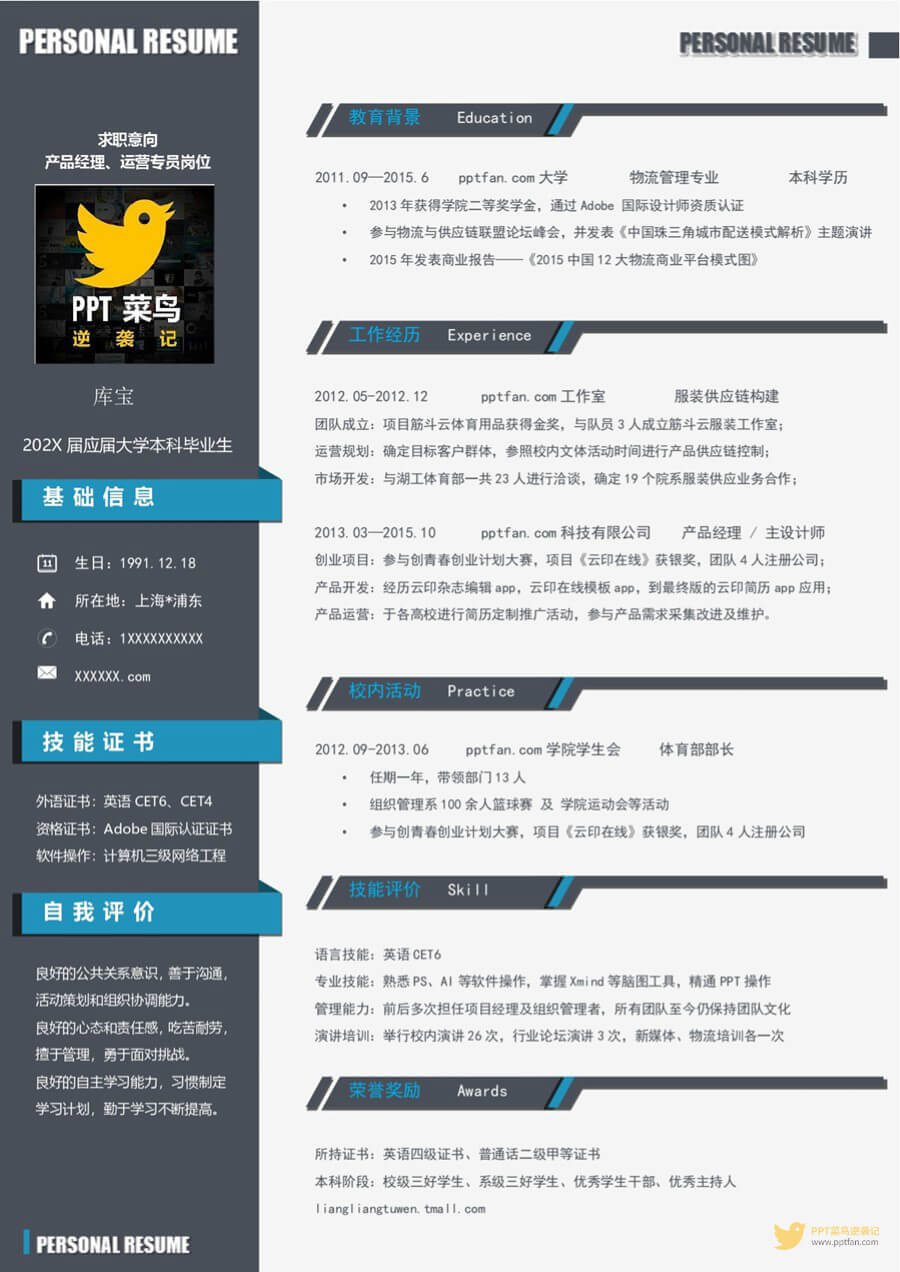 PERSONAL RESUME
求职意向
产品经理、运营专员岗位
PPT 菜鸟
逆 袭 记
库宝
202X 届应届大学本科毕业生
基础信息
11
生日：1991.12.18
所在地：上海*浦东
电话：1XXXXXXXXXX
XXXXXX.com
技能证书
外语证书：英语 CET6、CET4
资格证书：Adobe 国际认证证书
软件操作：计算机三级网络工程
自我评价
良好的公共关系意识，善于沟通，
活动策划和组织协调能力。
良好的心态和责任感，吃苦耐劳，
擅于管理，勇于面对挑战。
良好的自主学习能力，习惯制定
学习计划，勤于学习不断提高。
PERSONAL RESUME
PERSONAL RESUME
教育背景 Education
2011.09—2015.6 pptfan.com 大学 物流管理专业 本科学历
• 2013 年获得学院二等奖学金，通过 Adobe 国际设计师资质认证
• 参与物流与供应链联盟论坛峰会，并发表《中国珠三角城市配送模式解析》主题演讲
• 2015 年发表商业报告——《2015 中国 12 大物流商业平台模式图》
工作经历 Experience
2012.05-2012.12 pptfan.com 工作室 服装供应链构建
团队成立：项目筋斗云体育用品获得金奖，与队员 3 人成立筋斗云服装工作室；
运营规划：确定目标客户群体，参照校内文体活动时间进行产品供应链控制；
市场开发：与湖工体育部一共 23 人进行洽谈，确定 19 个院系服装供应业务合作；
2013.03—2015.10 pptfan.com 科技有限公司 产品经理 / 主设计师
创业项目：参与创青春创业计划大赛，项目《云印在线》获银奖，团队 4 人注册公司；
产品开发：经历云印杂志编辑 app，云印在线模板 app，到最终版的云印简历 app 应用；
产品运营：于各高校进行简历定制推广活动，参与产品需求采集改进及维护。
校内活动 Practice
2012.09-2013.06 pptfan.com 学院学生会 体育部部长
• 任期一年，带领部门 13 人
• 组织管理系 100 余人篮球赛 及 学院运动会等活动
• 参与创青春创业计划大赛，项目《云印在线》获银奖，团队 4 人注册公司
技能评价 Skill
语言技能：英语 CET6
专业技能：熟悉 PS、AI 等软件操作，掌握 Xmind 等脑图工具，精通 PPT 操作
管理能力：前后多次担任项目经理及组织管理者，所有团队至今仍保持团队文化
演讲培训：举行校内演讲 26 次，行业论坛演讲 3 次，新媒体、物流培训各一次
荣誉奖励 Awards
所持证书：英语四级证书、普通话二级甲等证书
本科阶段：校级三好学生、系级三好学生、优秀学生干部、优秀主持人
liangliangtuwen.tmall.com
PPT菜鸟逆袭记
www.pptfan.com